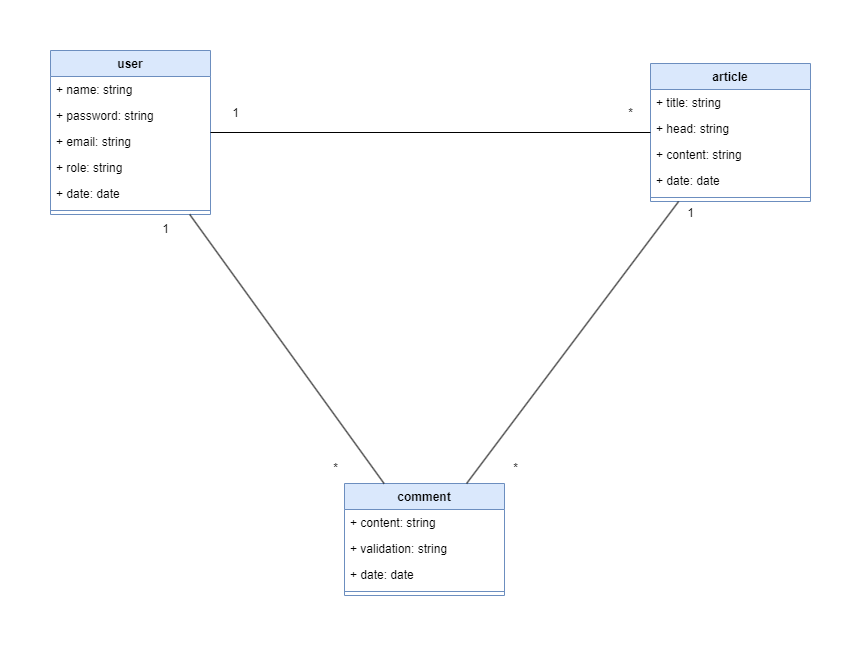 user
+ name: string
+ password: string
+ email: string
+ role: string
+ date: date
1
*
article
+ title: string
+ head: string
+ content: string
+ date: date
1
1
*
*
comment
+ content: string
+ validation: string
+ date: date